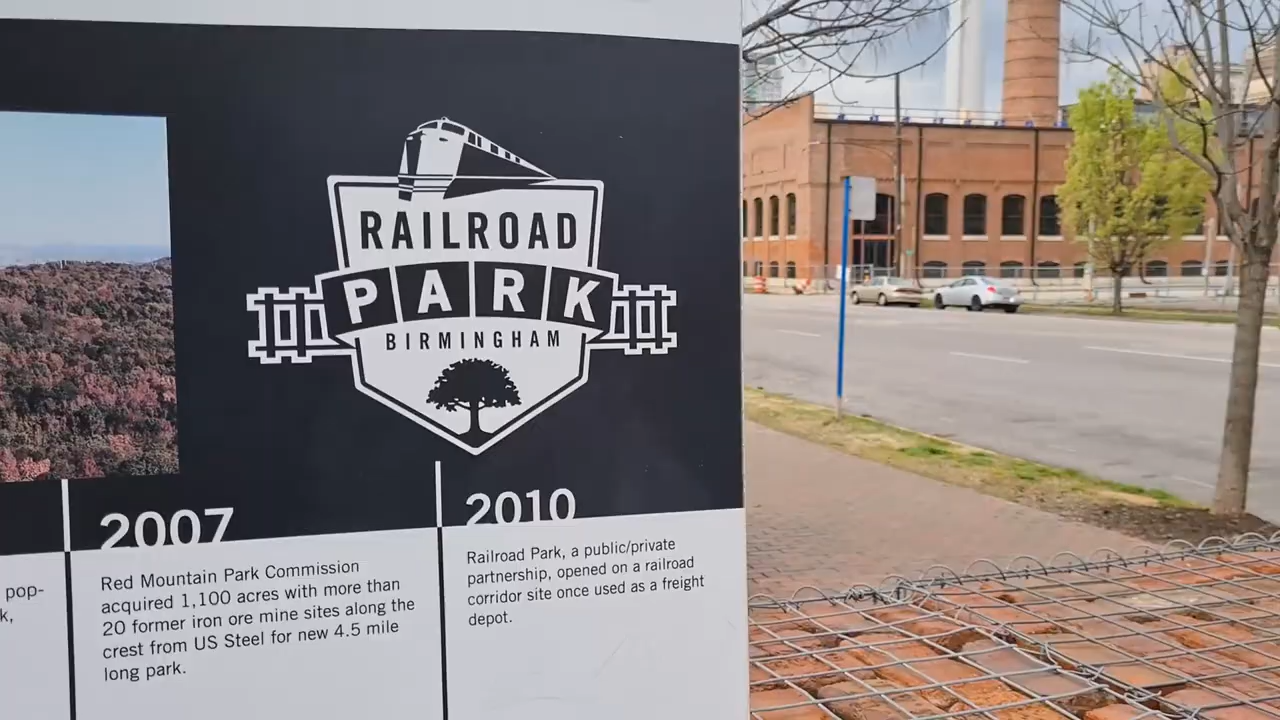 RAILROAD
PARK
BIRMINGHAM
pop-
k,
2007
Red Mountain Park Commission
acquired 1,100 acres with more than
20 former iron ore mine sites along the
crest from US Steel for new 4.5 mile
long park.
2010
Railroad Park, a public/private
partnership, opened on a railroad
corridor site once used as a freight
depot.